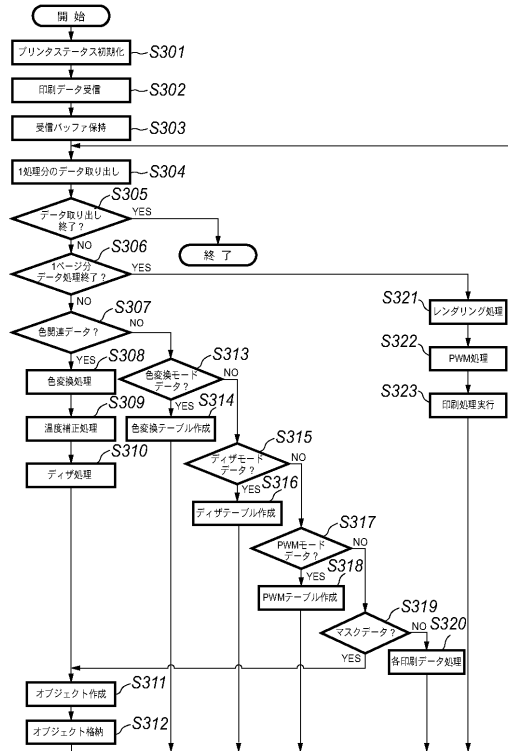 開始
プリンタステータス初期化
S301
印刷データ受信
S302
受信バッファ保持
S303
1処理分のデータ取り出し
S304
S305
データ取り出し
終了？
YES
NO
終了
S306
1ページ分
データ処理終了？
YES
NO
S307
色関連データ？
NO
YES
S321
レンダリング処理
S322
PWM処理
S323
印刷処理実行
S308
色変換処理
S309
温度補正処理
S310
ディザ処理
S313
色変換モード
データ？
NO
YES
S314
色変換テーブル作成
S315
ディザモード
データ？
NO
YES
S316
ディザテーブル作成
S317
PWMモード
データ？
NO
YES
S318
PWMテーブル作成
S319
マスクデータ？
NO
YES
S320
各印刷データ処理
オブジェクト作成
S311
オブジェクト格納
S312